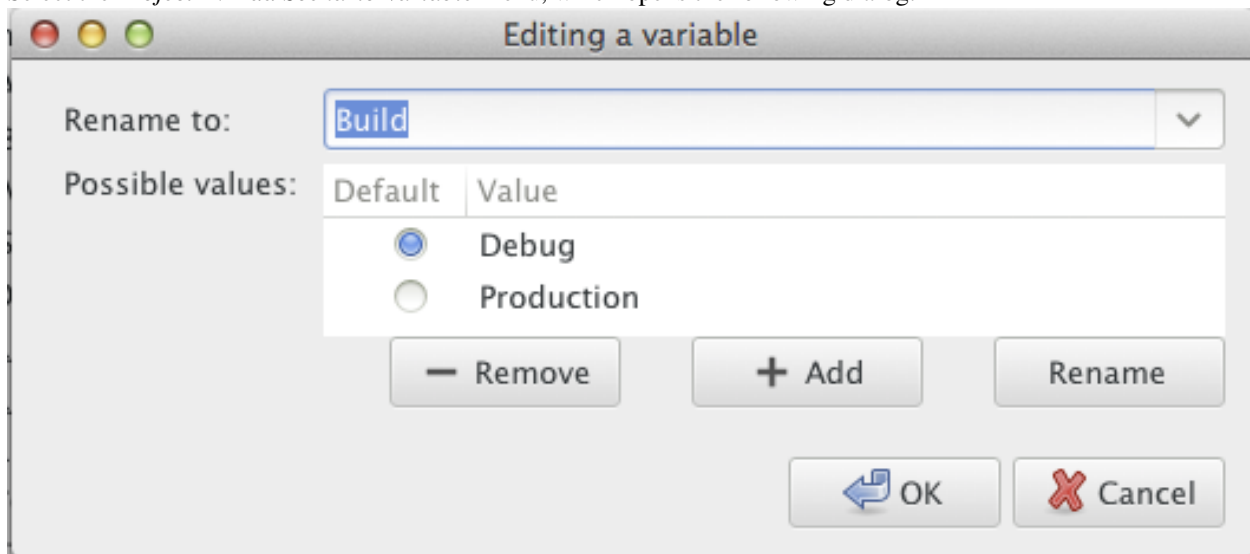 Editing a variable
Rename to: Build
Possible values: Default Value
Debug
Production
Remove Add Rename
OK Cancel